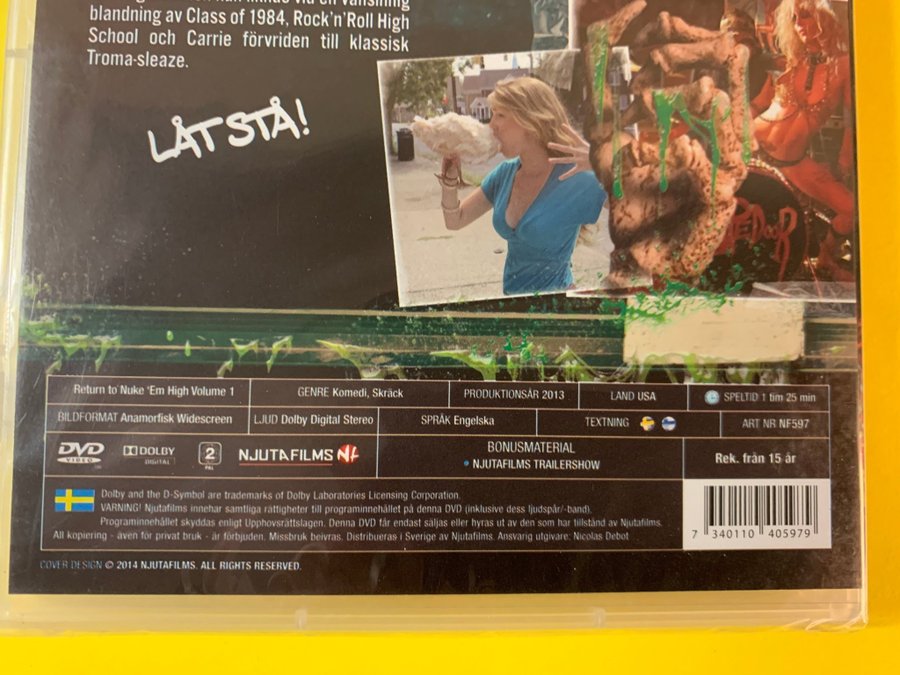 blandning av Class of 1984, Rock'n'Roll High
School och Carrie förvriden till klassisk
Troma-sleaze.
LÅT STÅ!
Return to Nuke 'Em High Volume 1
GENRE Komedi, Skräck
PRODUKTIONSÅR 2013
LAND USA
SPELTID 1 tim 25 min
BILDFORMAT Anamorfisk Widescreen
LJUD Dolby Digital Stereo
SPRÅK Engelska
TEXTNING
ART NR NF597
DVD VIDEO
DOLBY DIGITAL
2 PAL
NJUTAFILMS
BONUSMATERIAL
• NJUTAFILMS TRAILERSHOW
Rek. från 15 år
Dolby and the D-Symbol are trademarks of Dolby Laboratories Licensing Corporation.
VARNING! Njutafilms innehar samtliga rättigheter till programinnehållet på denna DVD (inklusive dess ljudspår/-band).
Programinnehållet skyddas enligt Upphovsrättslagen. Denna DVD får endast säljas eller hyras ut av den som har tillstånd av Njutafilms.
All kopiering - även för privat bruk - är förbjuden. Missbruk beivras. Distribueras i Sverige av Njutafilms. Ansvarig utgivare: Nicolas Debot
7 340110 405979
COVER DESIGN © 2014 NJUTAFILMS. ALL RIGHTS RESERVED.